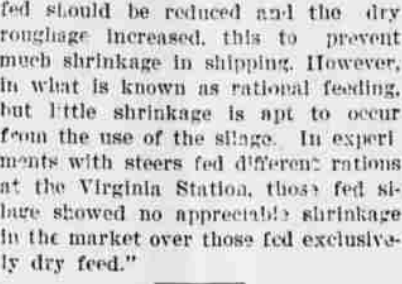 fed should be reduced and the dry
roughage increased, this to prevent
much shrinkage in shipping. However,
in what is known as rational feeding,
but little shrinkage is apt to occur
from the use of the silage. In experi
ments with steers fed different rations
at the Virginia Station, those fed si-
lage showed no appreciable shrinkage
in the market over those fed exclusive-
ly dry feed."